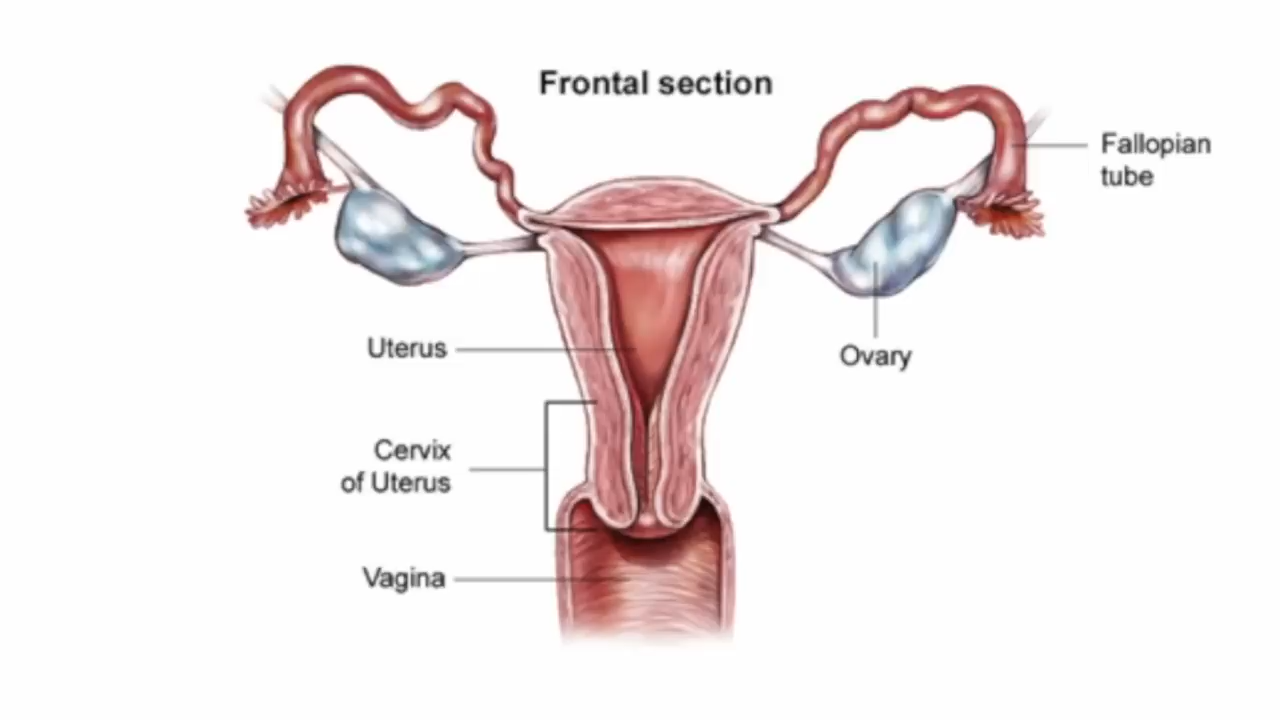 Frontal section
Fallopian
tube
Uterus
Ovary
Cervix
of Uterus
Vagina